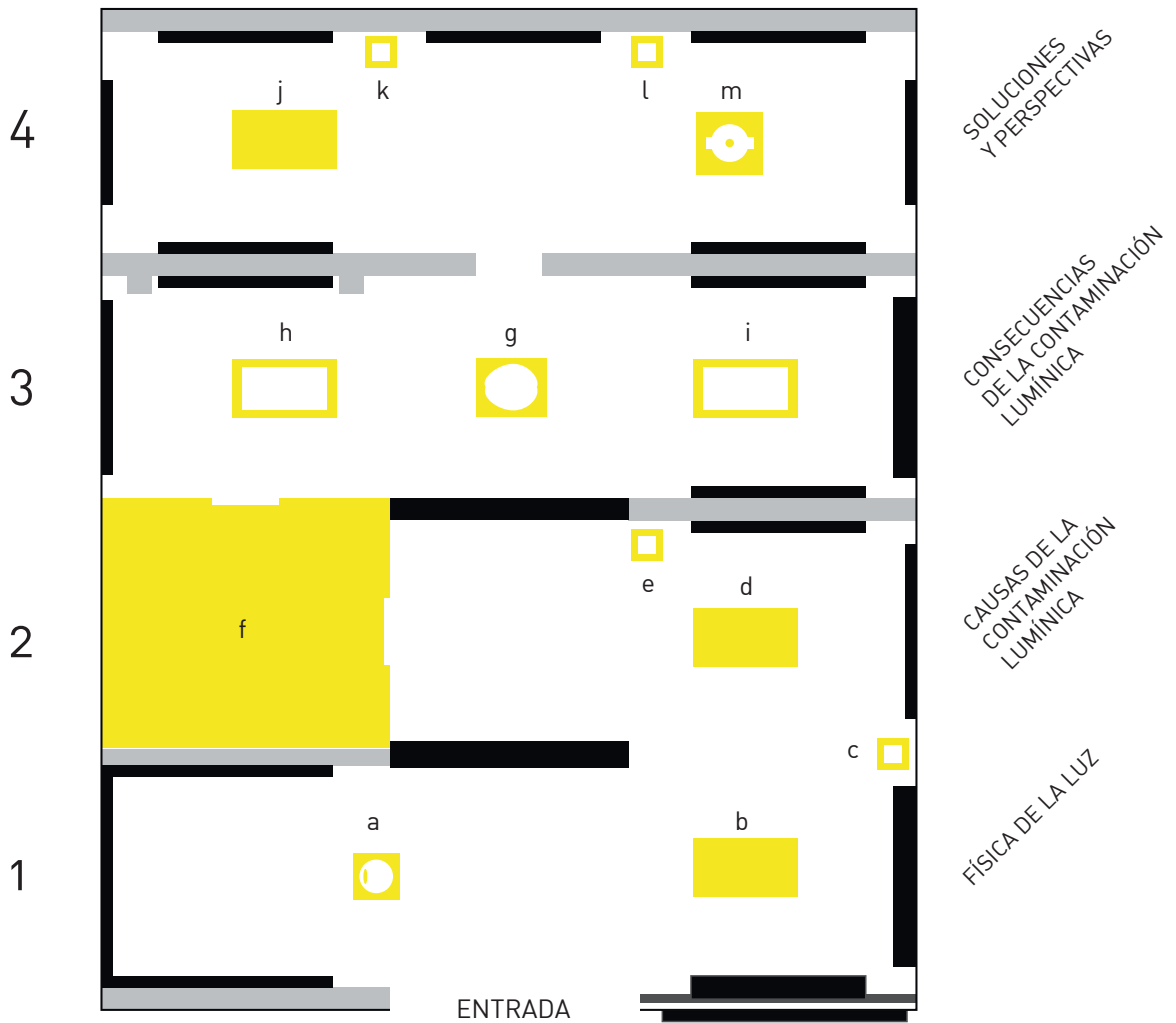 4
j
k
l
m
SOLUCIONES
Y PERSPECTIVAS
3
h
g
i
CONSECUENCIAS
DE LA CONTAMINACIÓN
LUMÍNICA
2
f
e
d
CAUSAS DE LA
CONTAMINACIÓN
LUMÍNICA
c
1
a
b
FÍSICA DE LA LUZ
ENTRADA